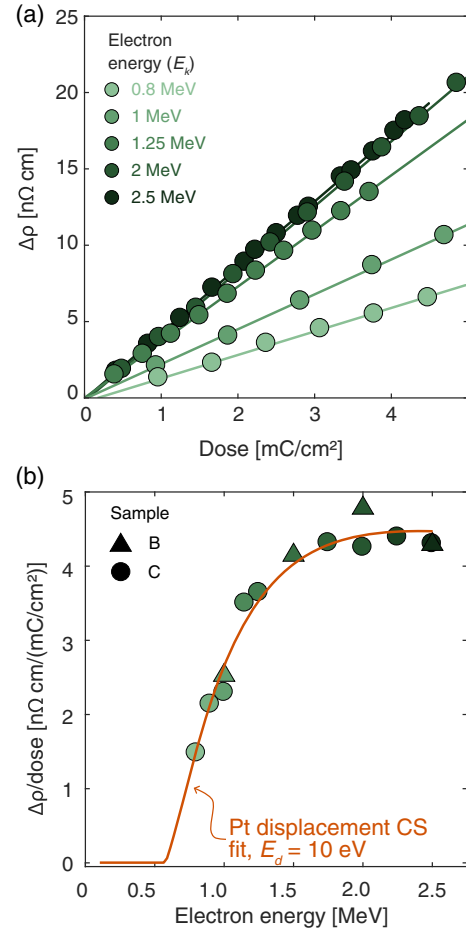 (a)
25
20
15
10
5
0
Δρ [nΩ cm]
Electron
energy (E_k)
0.8 MeV
1 MeV
1.25 MeV
2 MeV
2.5 MeV
0 1 2 3 4
Dose [mC/cm²]
(b)
5
4
3
2
1
0
Δρ/dose [nΩ cm/(mC/cm²)]
Sample
B
C
Pt displacement CS
fit, E_d = 10 eV
0 0.5 1.0 1.5 2.0 2.5
Electron energy [MeV]